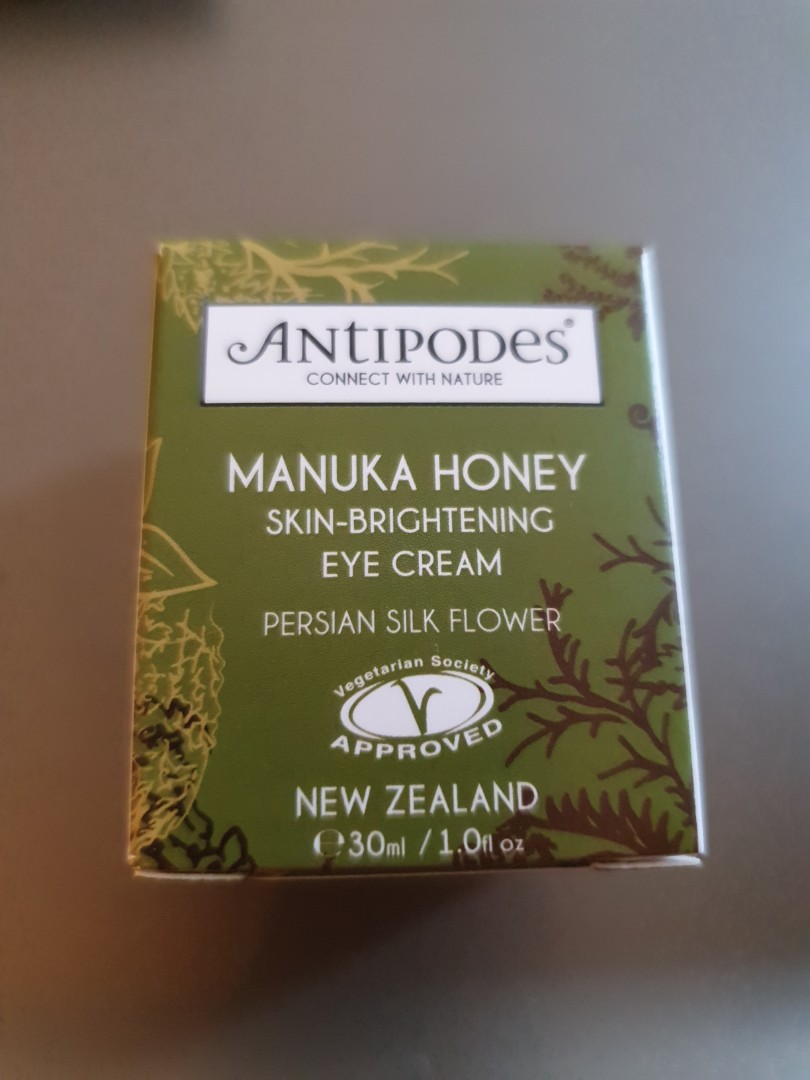 ANTIPODES®
CONNECT WITH NATURE
MANUKA HONEY
SKIN-BRIGHTENING
EYE CREAM
PERSIAN SILK FLOWER
Vegetarian Society
V
APPROVED
NEW ZEALAND
℮30ml / 1.0fl oz